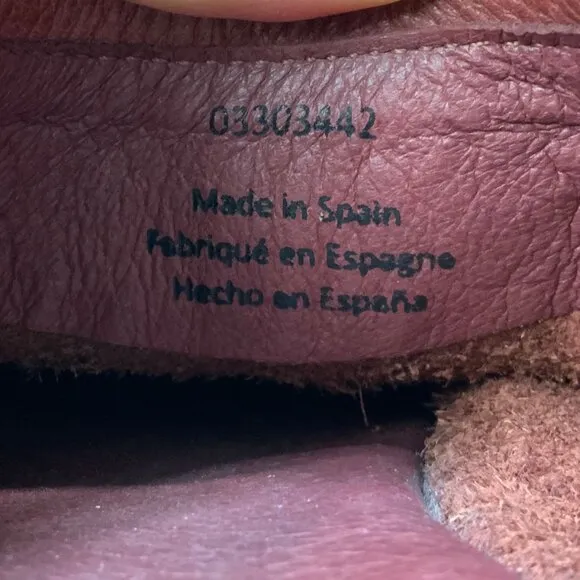 03303442
Made in Spain
Fabriqué en Espagne
Hecho en España